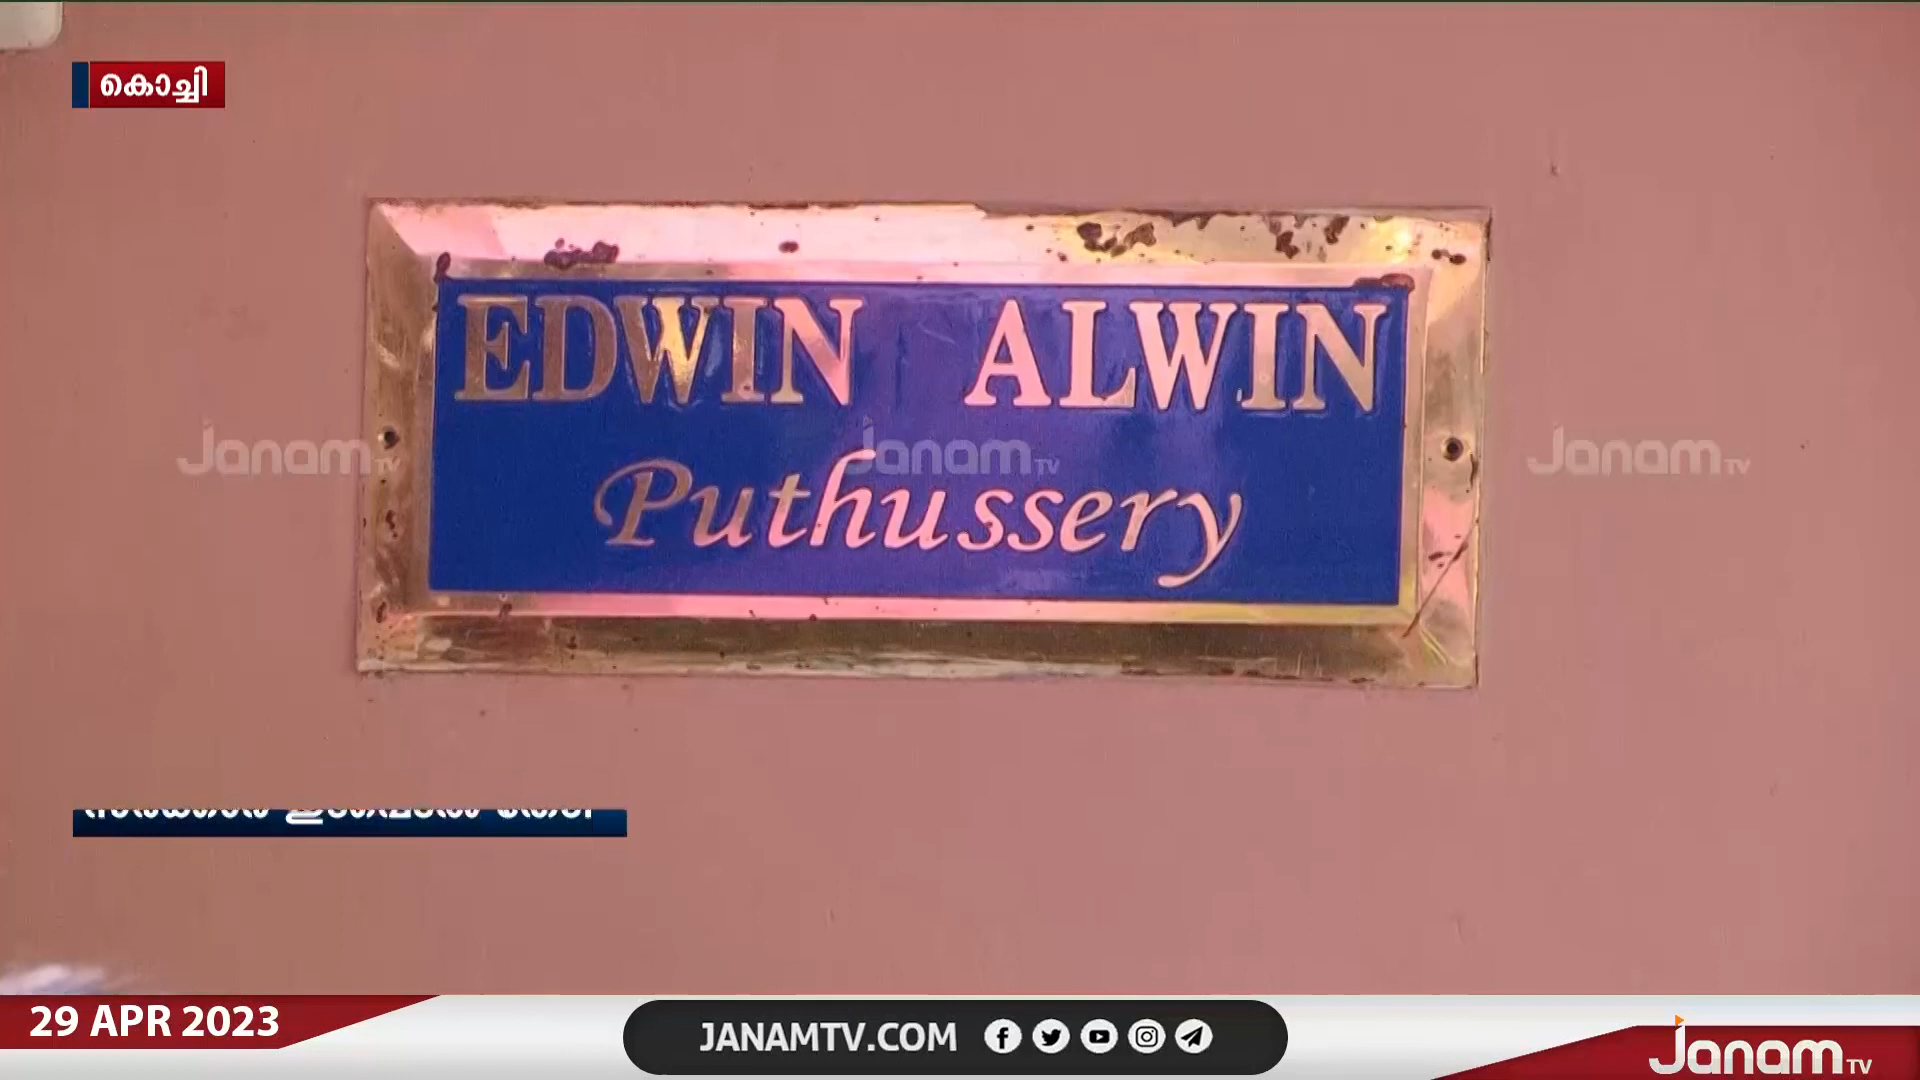 കൊച്ചി
EDWIN ALWIN
Janam TV Janam TV Janam TV
Puthussery
29 APR 2023
JANAMTV.COM
Janam TV